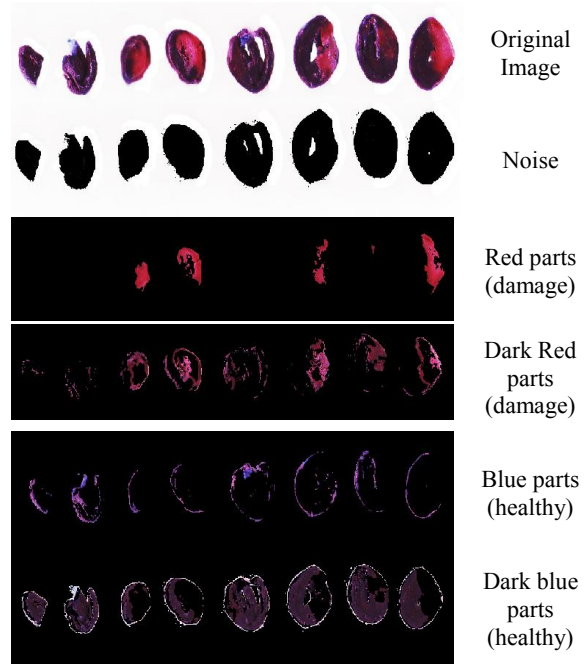 Original
Image
Noise
Red parts
(damage)
Dark Red
parts
(damage)
Blue parts
(healthy)
Dark blue
parts
(healthy)